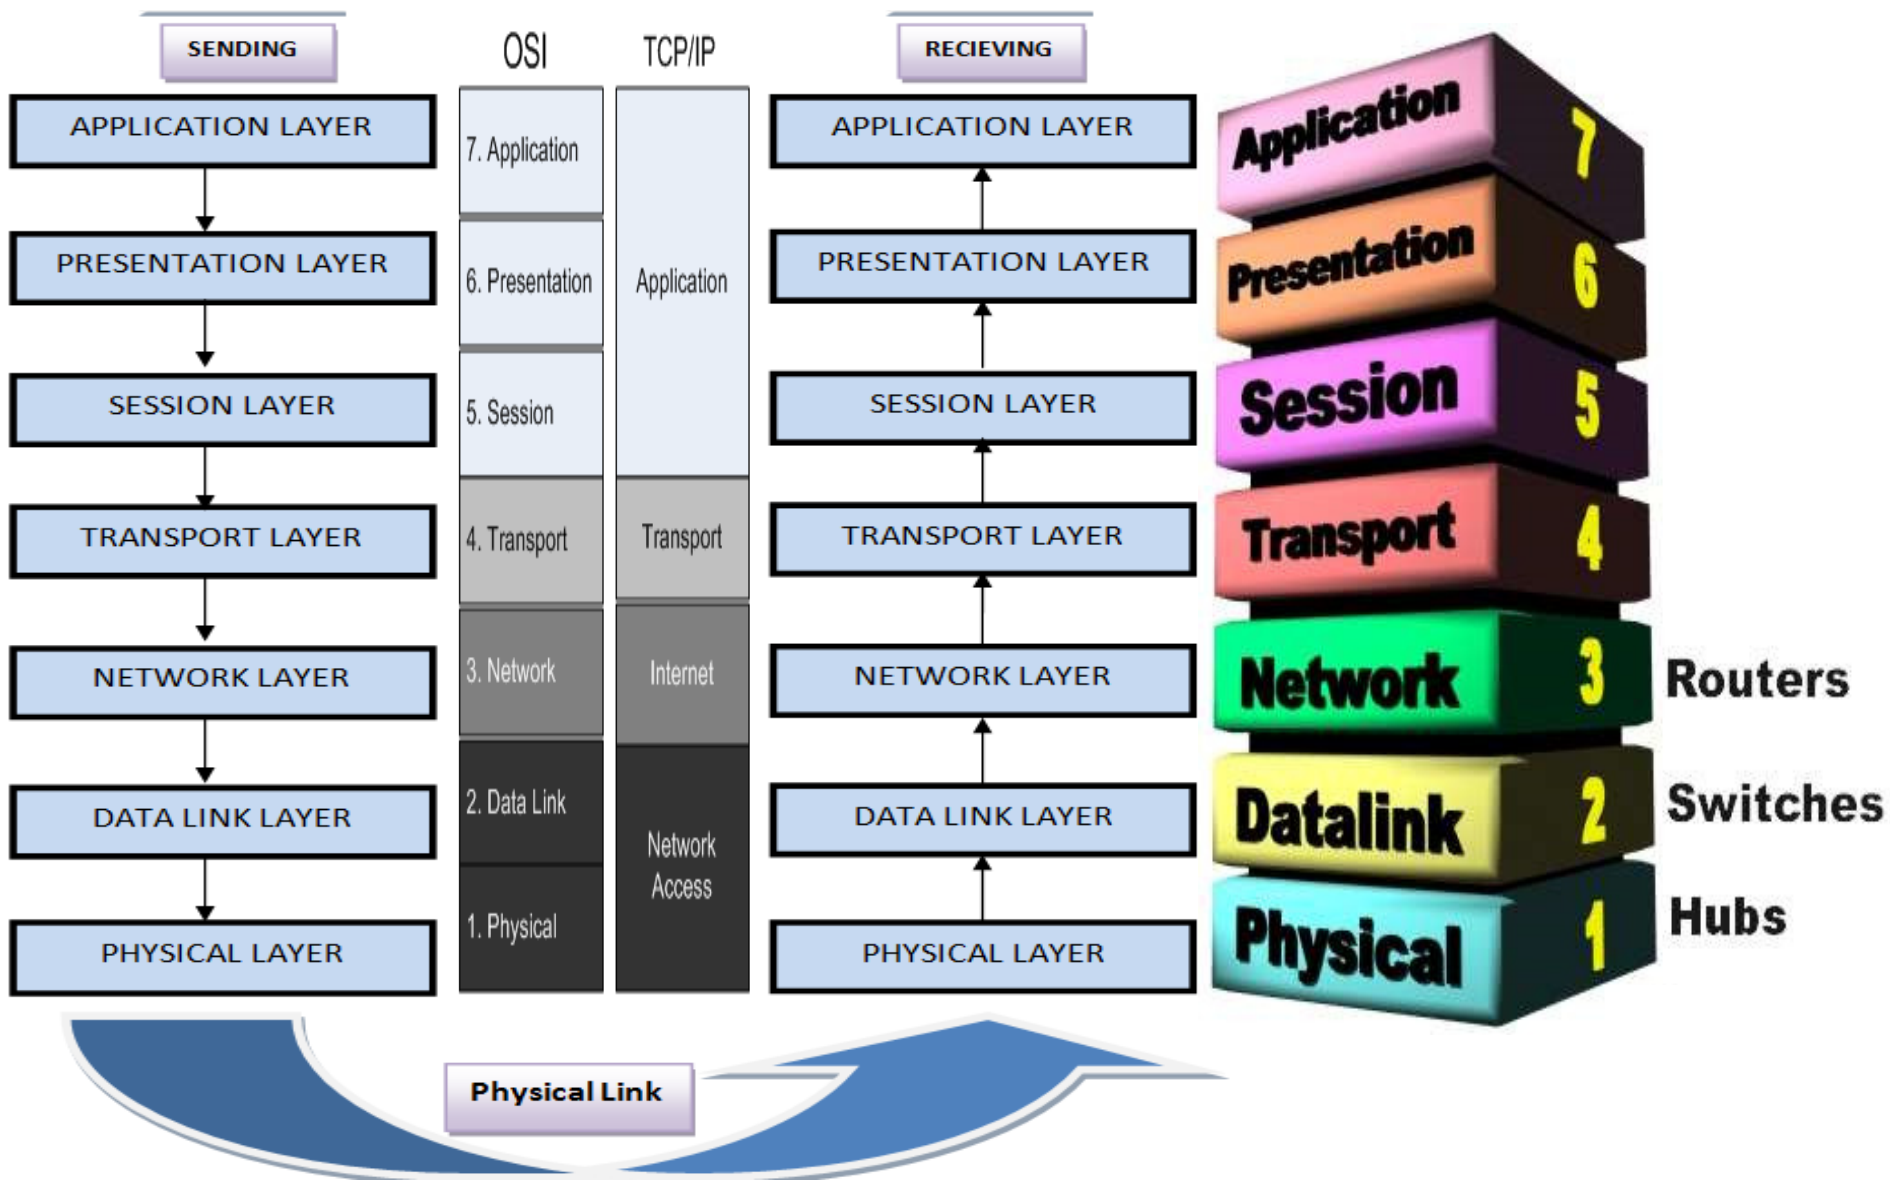 SENDING
APPLICATION LAYER
PRESENTATION LAYER
SESSION LAYER
TRANSPORT LAYER
NETWORK LAYER
DATA LINK LAYER
PHYSICAL LAYER
OSI
7. Application
6. Presentation
5. Session
4. Transport
3. Network
2. Data Link
1. Physical
TCP/IP
Application
Transport
Internet
Network
Access
RECIEVING
APPLICATION LAYER
PRESENTATION LAYER
SESSION LAYER
TRANSPORT LAYER
NETWORK LAYER
DATA LINK LAYER
PHYSICAL LAYER
Physical Link
Application 7
Presentation 6
Session 5
Transport 4
Network 3 Routers
Datalink 2 Switches
Physical 1 Hubs